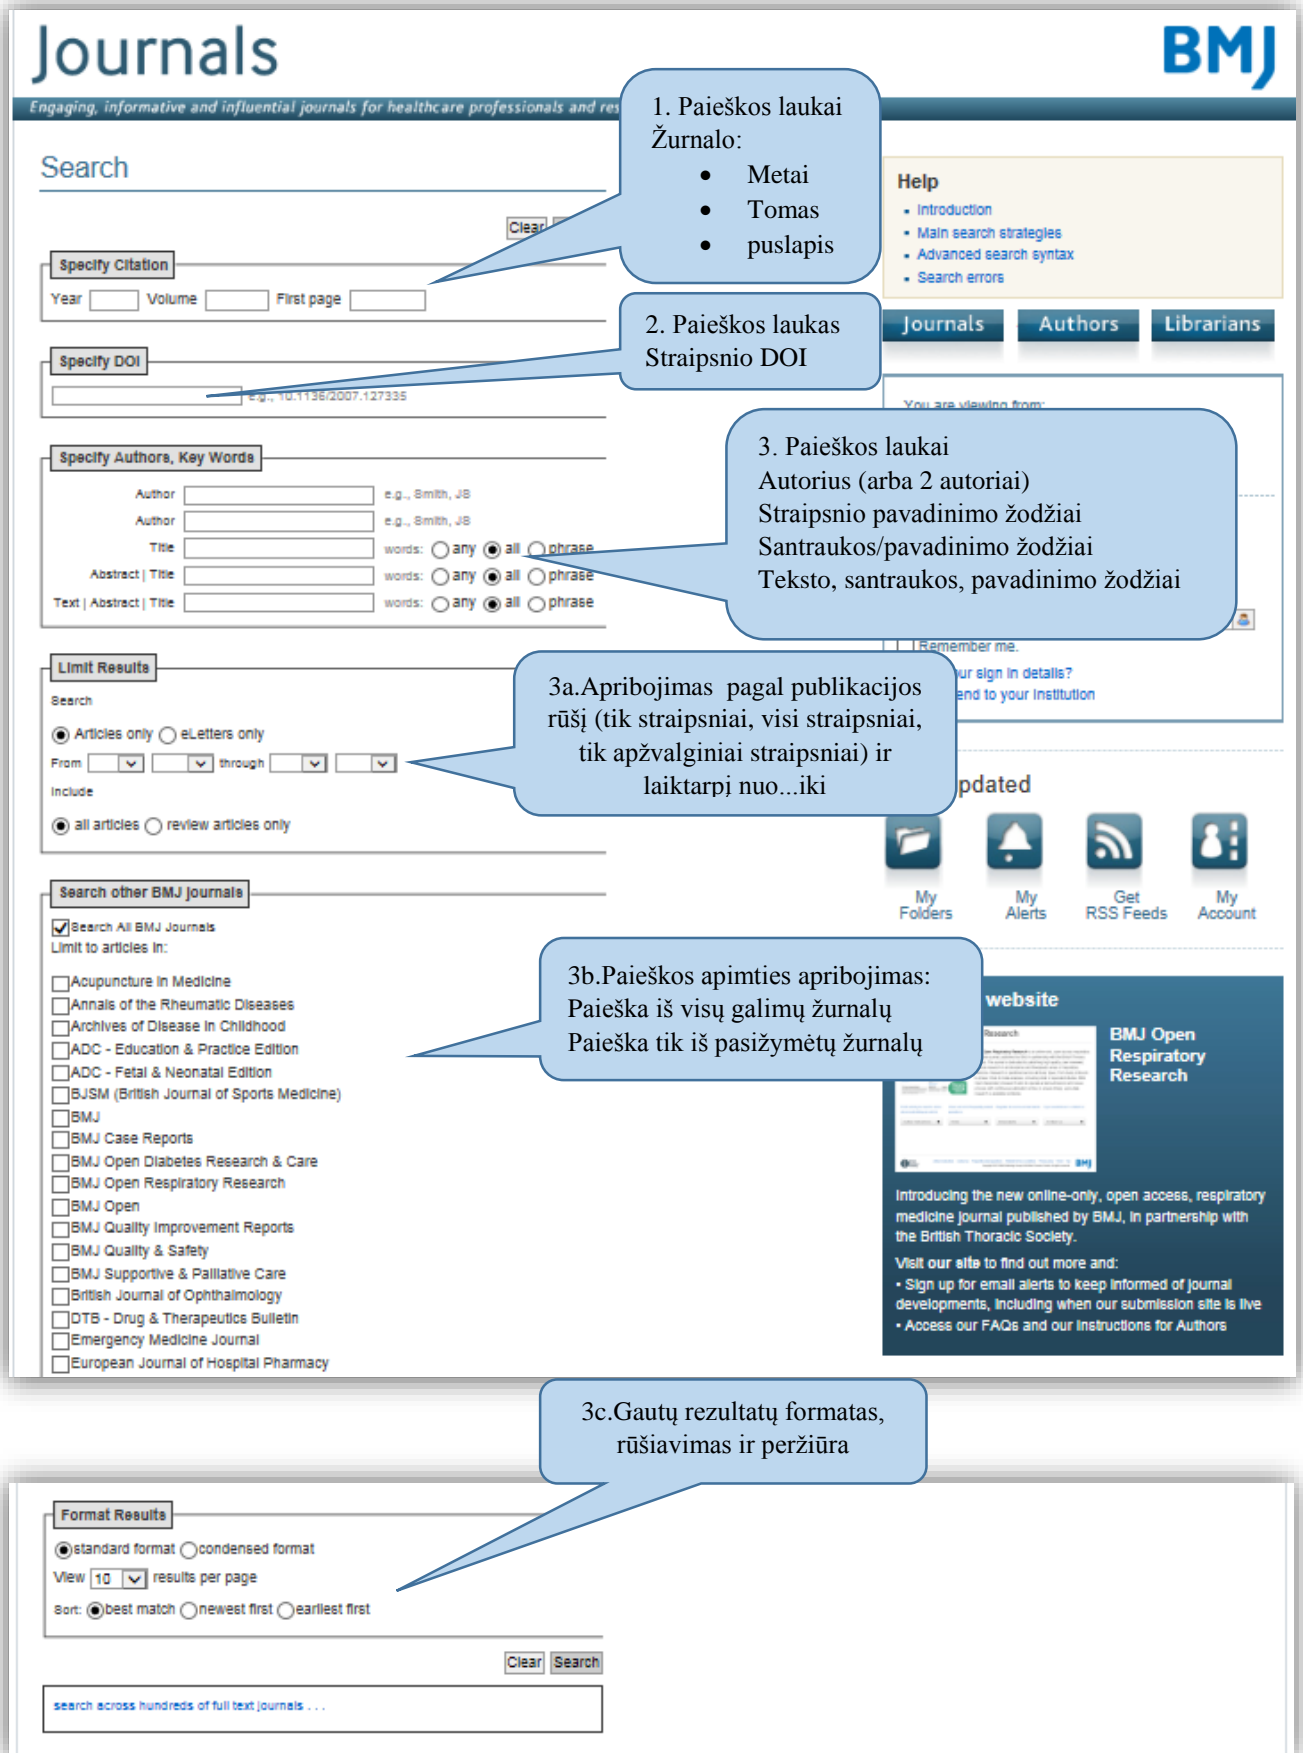 Journals
BMJ
Engaging, informative and influential journals for healthcare professionals and res
1. Paieškos laukai
Žurnalo:
• Metai
• Tomas
• puslapis
Search
Clear
Specify Citation
Year
Volume
First page
Help
Introduction
Main search strategies
Advanced search syntax
Search errors
2. Paieškos laukas
Straipsnio DOI
Journals
Authors
Librarians
Specify DOI
e.g., 10.1136/2007.127335
You are viewing from:
3. Paieškos laukai
Autorius (arba 2 autoriai)
Straipsnio pavadinimo žodžiai
Santraukos/pavadinimo žodžiai
Teksto, santraukos, pavadinimo žodžiai
Specify Authors, Key Words
Author e.g., Smith, JS
Author e.g., Smith, JS
Title words: any all phrase
Abstract | Title words: any all phrase
Text | Abstract | Title words: any all phrase
Remember me.
ur sign in details?
end to your institution
Limit Results
Search
Articles only eLetters only
From through
Include
all articles review articles only
3a.Apribojimas pagal publikacijos
rūšį (tik straipsniai, visi straipsniai,
tik apžvalginiai straipsniai) ir
laiktarpį nuo...iki
pdated
My Folders
My Alerts
Get RSS Feeds
My Account
Search other BMJ journals
Search All BMJ Journals
Limit to articles in:
Acupuncture in Medicine
Annals of the Rheumatic Diseases
Archives of Disease in Childhood
ADC - Education & Practice Edition
ADC - Fetal & Neonatal Edition
BJSM (British Journal of Sports Medicine)
BMJ
BMJ Case Reports
BMJ Open Diabetes Research & Care
BMJ Open Respiratory Research
BMJ Open
BMJ Quality Improvement Reports
BMJ Quality & Safety
BMJ Supportive & Palliative Care
British Journal of Ophthalmology
DTB - Drug & Therapeutics Bulletin
Emergency Medicine Journal
European Journal of Hospital Pharmacy
3b.Paieškos apimties apribojimas:
Paieška iš visų galimų žurnalų
Paieška tik iš pasižymėtų žurnalų
website
Research
BMJ Open
Respiratory
Research
BMJ
Introducing the new online-only, open access, respiratory
medicine journal published by BMJ, in partnership with
the British Thoracic Society.
Visit our site to find out more and:
• Sign up for email alerts to keep informed of journal
developments, including when our submission site is live
• Access our FAQs and our Instructions for Authors
3c.Gautų rezultatų formatas,
rūšiavimas ir peržiūra
Format Results
standard format condensed format
View 10 results per page
Sort: best match newest first earliest first
Clear Search
search across hundreds of full text journals . . .